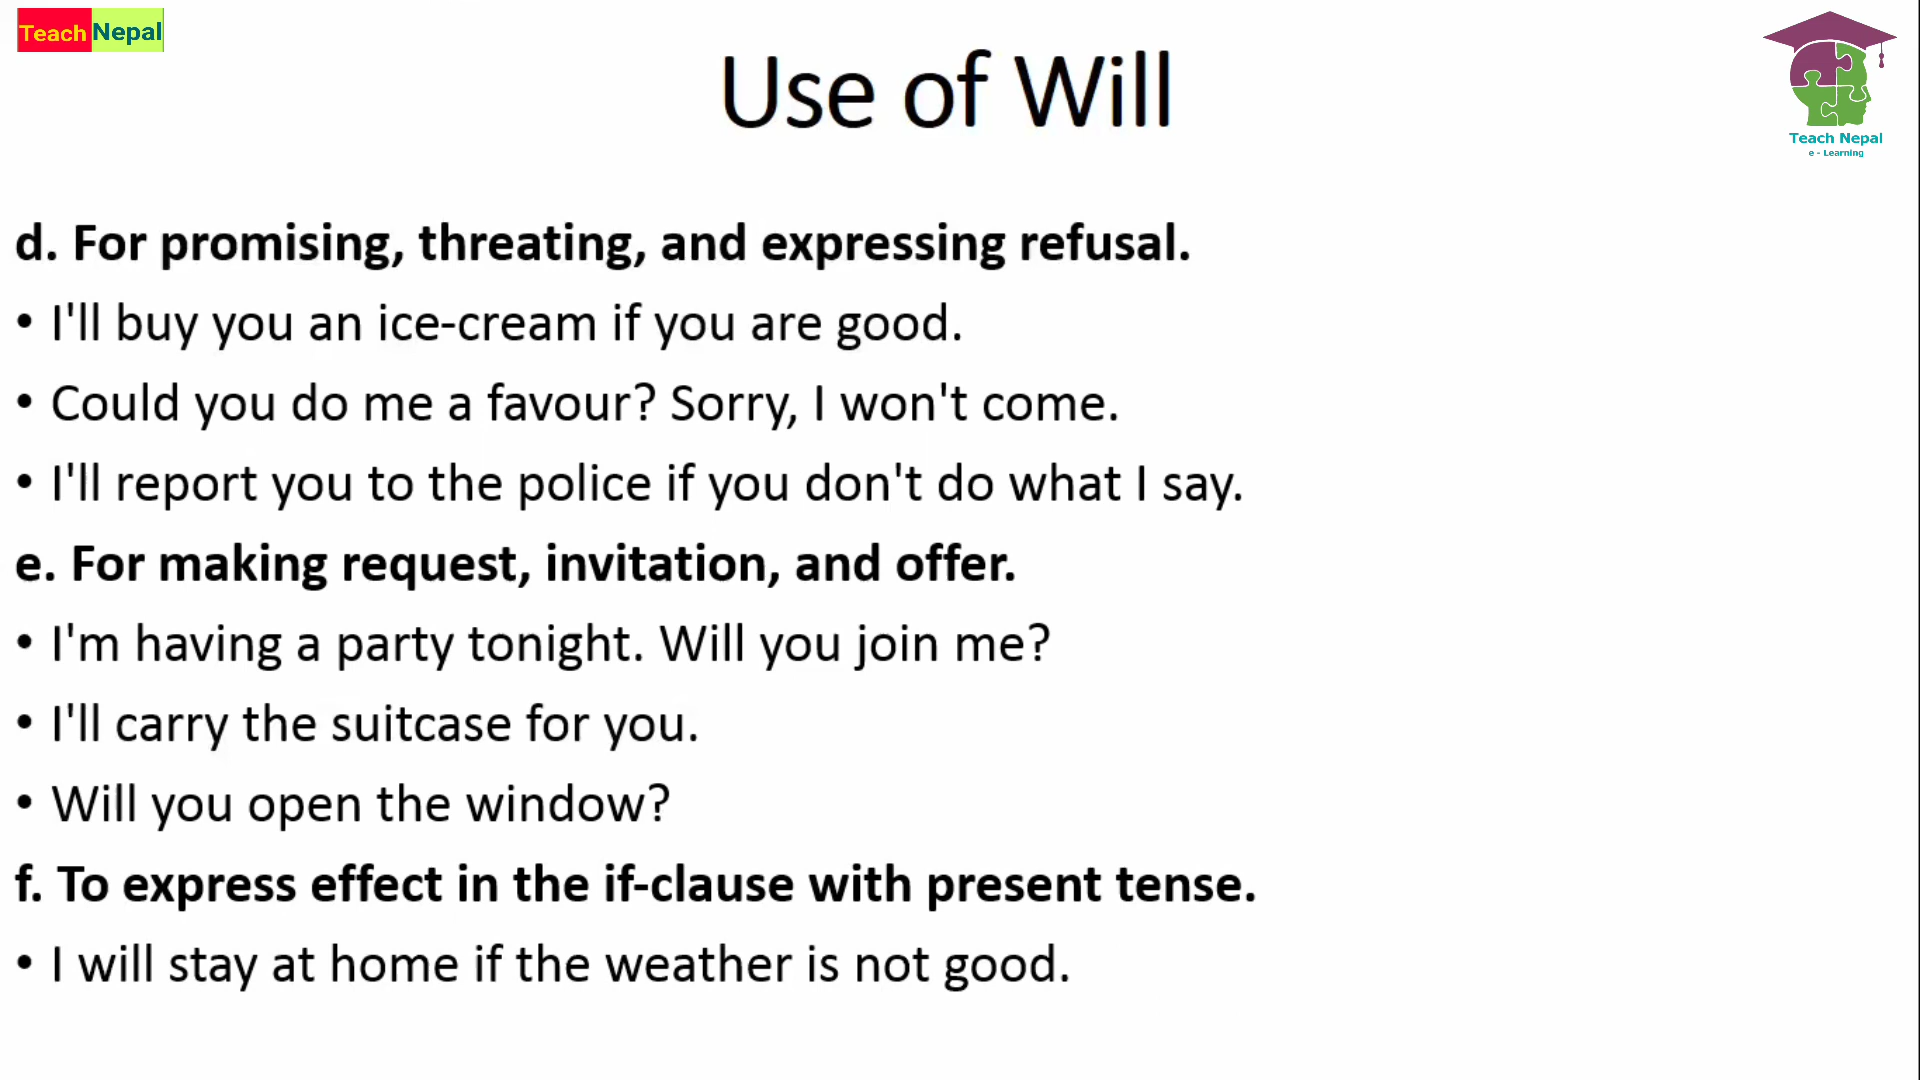 Teach Nepal
Use of Will
Teach Nepal
e - Learning
d. For promising, threating, and expressing refusal.
• I'll buy you an ice-cream if you are good.
• Could you do me a favour? Sorry, I won't come.
• I'll report you to the police if you don't do what I say.
e. For making request, invitation, and offer.
• I'm having a party tonight. Will you join me?
• I'll carry the suitcase for you.
• Will you open the window?
f. To express effect in the if-clause with present tense.
• I will stay at home if the weather is not good.